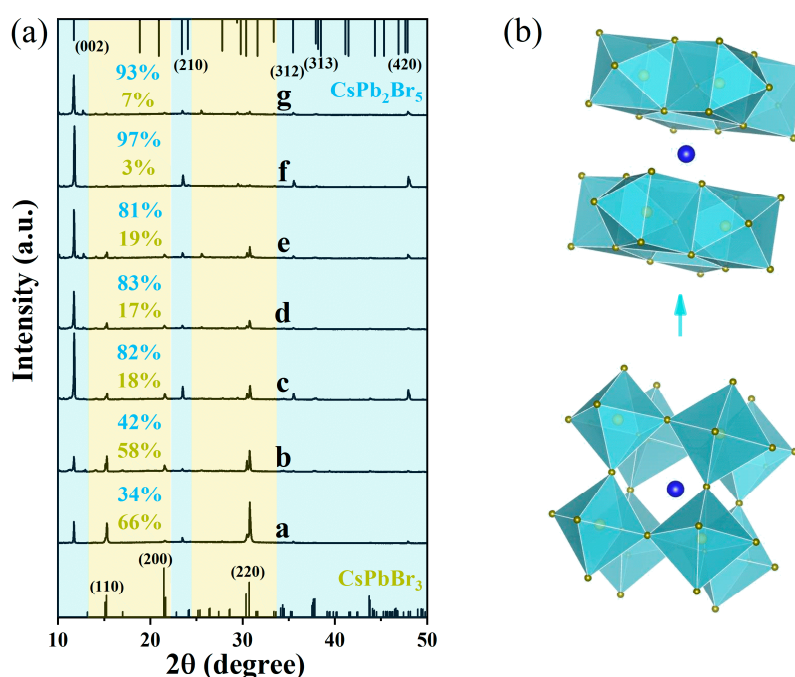 (a)
(b)
(002)
(210)
(312)
(313)
(420)
93%
7%
g
CsPb₂Br₅
97%
3%
f
81%
19%
e
83%
17%
d
82%
18%
c
42%
58%
b
34%
66%
a
CsPbBr₃
(110)
(200)
(220)
Intensity (a.u.)
10
20
30
40
50
2θ (degree)